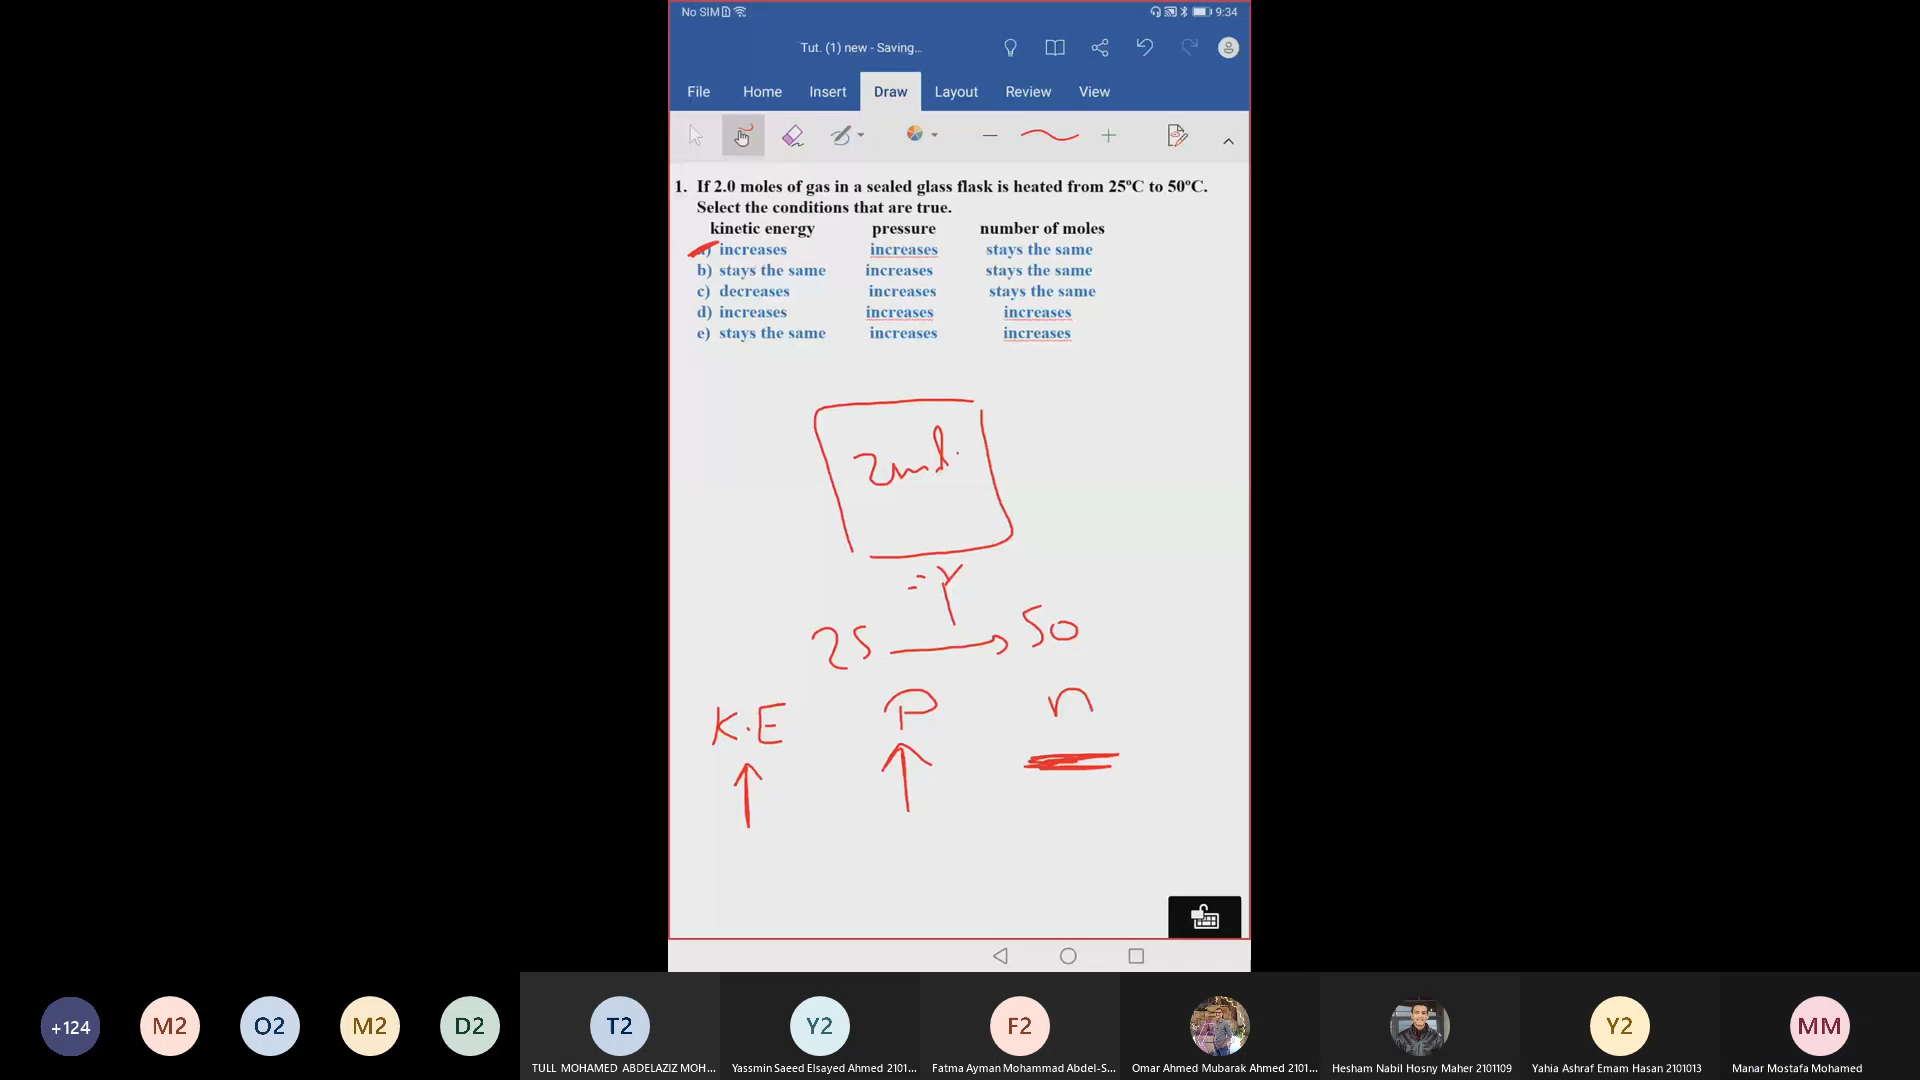 No SIM 9:34
Tut. (1) new - Saving...
File Home Insert Draw Layout Review View
1. If 2.0 moles of gas in a sealed glass flask is heated from 25ºC to 50ºC.
Select the conditions that are true.
kinetic energy pressure number of moles
a) increases increases stays the same
b) stays the same increases stays the same
c) decreases increases stays the same
d) increases increases increases
e) stays the same increases increases
25 50
K.E P n
+124 M2 O2 M2 D2 T2 Y2 F2 Y2 MM
TULL MOHAMED ABDELAZIZ MOH... Yassmin Saeed Elsayed Ahmed 2101... Fatma Ayman Mohammad Abdel-S... Omar Ahmed Mubarak Ahmed 2101... Hesham Nabil Hosny Maher 2101109 Yahia Ashraf Emam Hasan 2101013 Manar Mostafa Mohamed